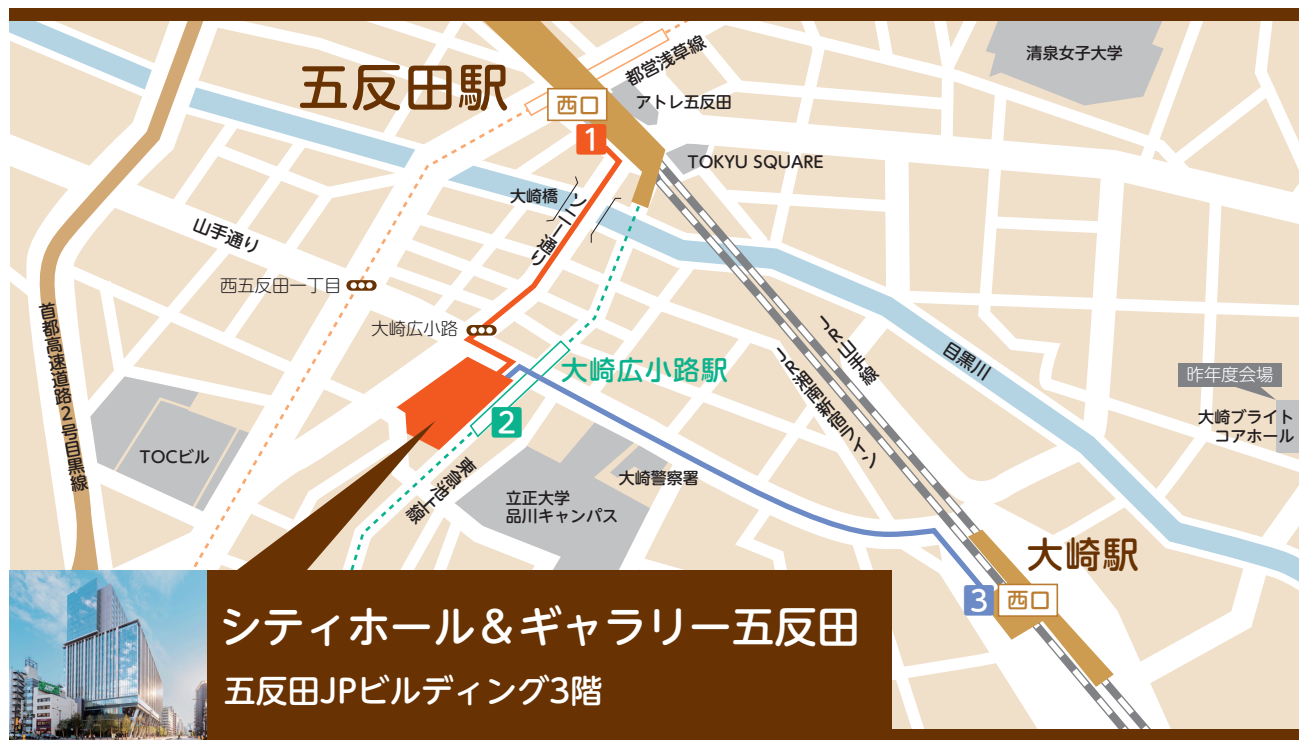 清泉女子大学
都営浅草線
五反田駅
西口
アトレ五反田
1
TOKYU SQUARE
大崎橋
ソニー通り
山手通り
西五反田一丁目
首都高速道路2号目黒線
大崎広小路
JR山手線
JR湘南新宿ライン
目黒川
大崎広小路駅
昨年度会場
大崎ブライト
コアホール
2
TOCビル
東急池上線
大崎警察署
立正大学
品川キャンパス
大崎駅
3
西口
シティホール&ギャラリー五反田
五反田JPビルディング3階